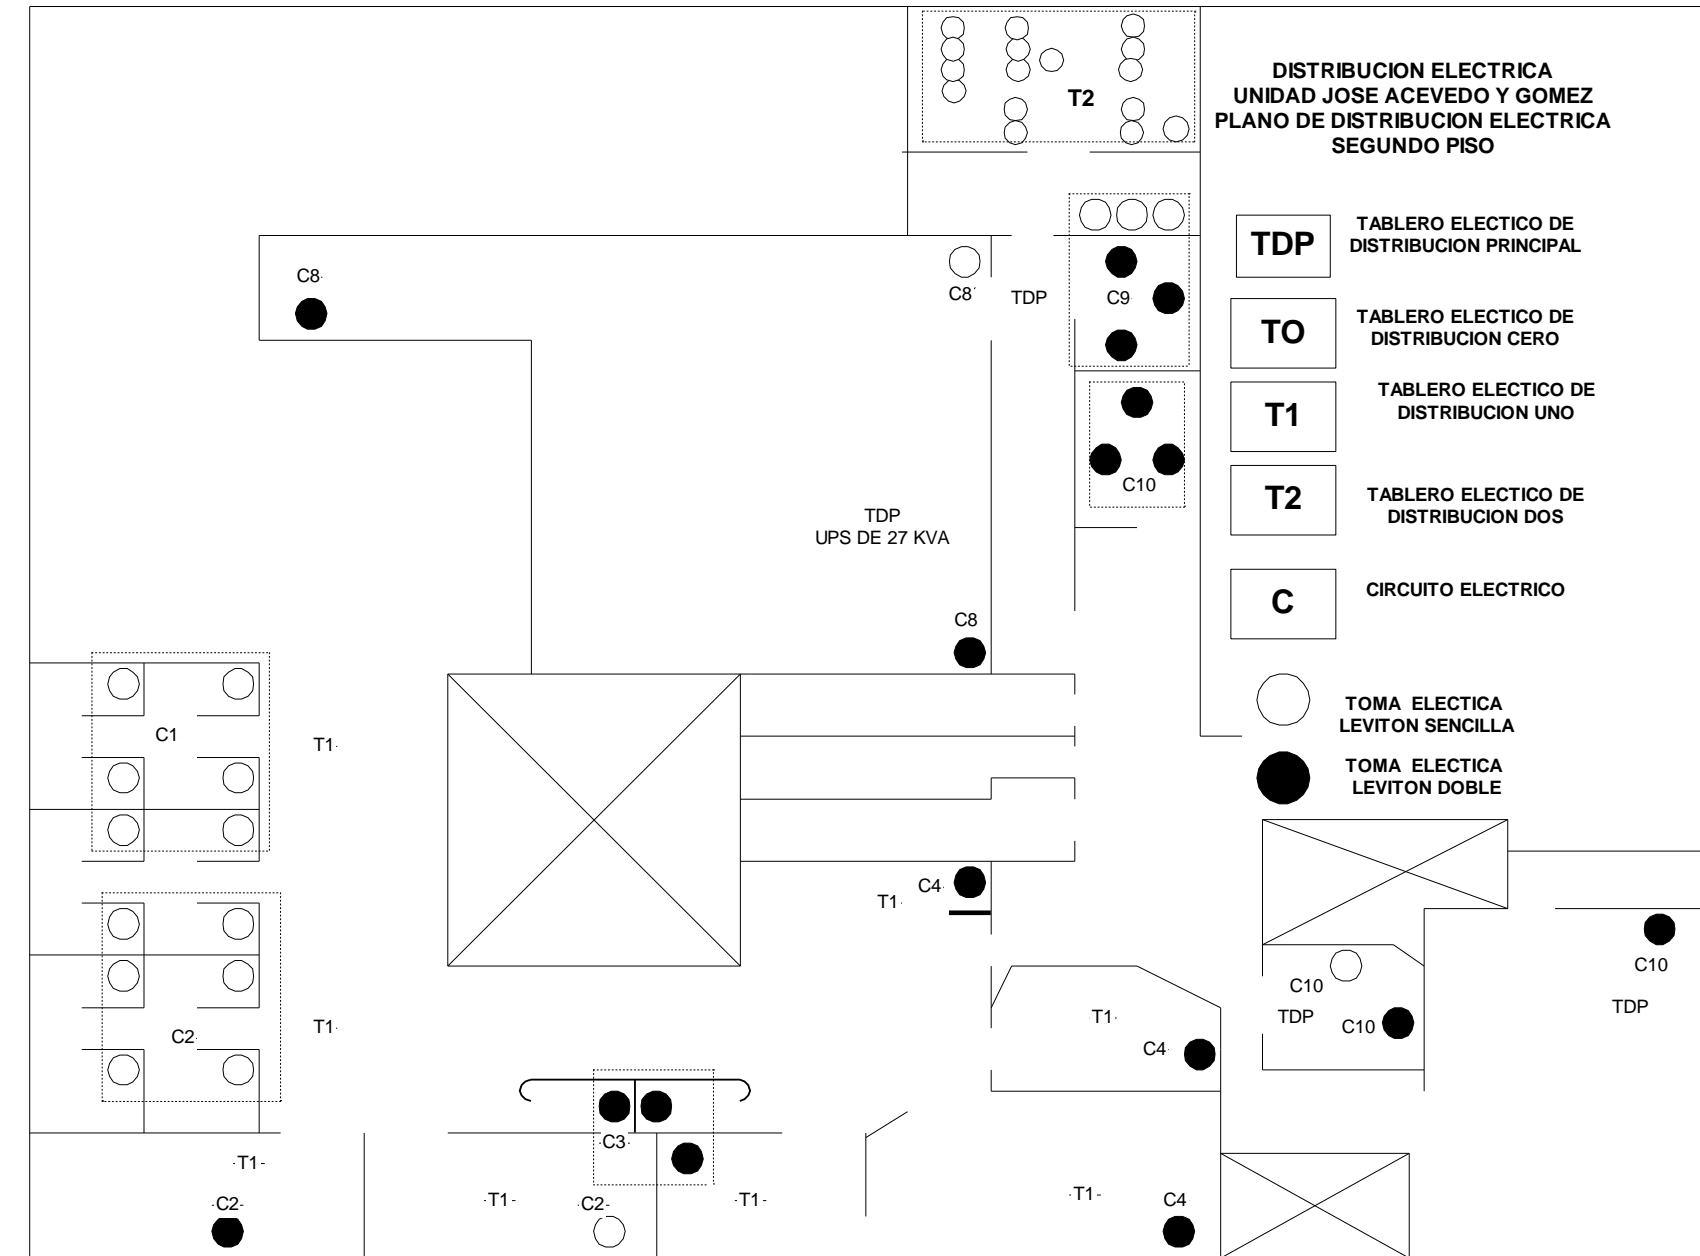 T2
DISTRIBUCION ELECTRICA
UNIDAD JOSE ACEVEDO Y GOMEZ
PLANO DE DISTRIBUCION ELECTRICA
SEGUNDO PISO
TDP
TABLERO ELECTICO DE
DISTRIBUCION PRINCIPAL
TO
TABLERO ELECTICO DE
DISTRIBUCION CERO
T1
TABLERO ELECTICO DE
DISTRIBUCION UNO
T2
TABLERO ELECTICO DE
DISTRIBUCION DOS
C
CIRCUITO ELECTRICO
TOMA ELECTICA
LEVITON SENCILLA
TOMA ELECTICA
LEVITON DOBLE
C8
C8
TDP
C9
C10
TDP
UPS DE 27 KVA
C8
C1
T1
C4
T1
C10
C10
TDP
C10
TDP
T1
C4
C2
T1
C3
T1
C2
T1
C2
T1
T1
C4